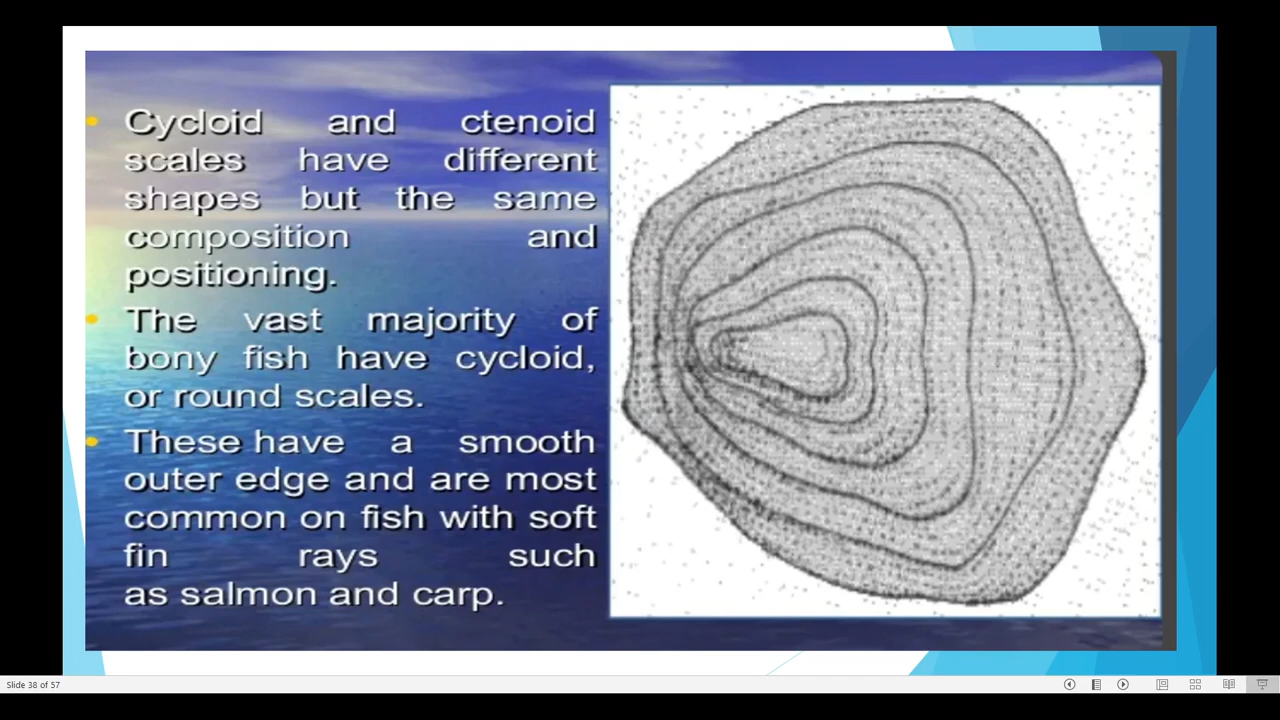 • Cycloid and ctenoid
scales have different
shapes but the same
composition and
positioning.
• The vast majority of
bony fish have cycloid,
or round scales.
• These have a smooth
outer edge and are most
common on fish with soft
fin rays such
as salmon and carp.
Slide 38 of 57